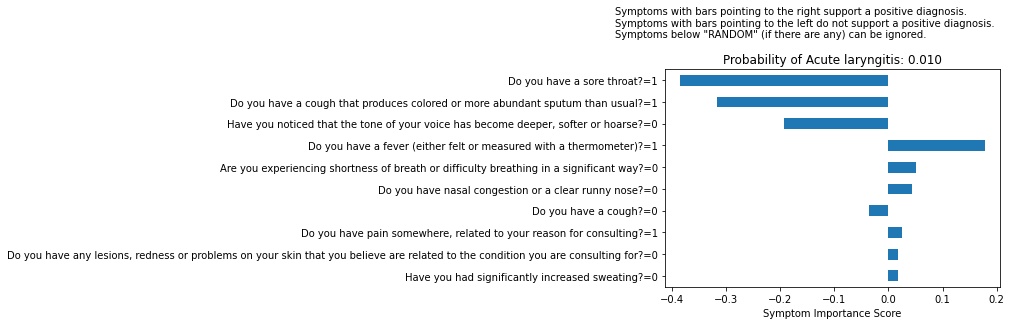 Symptoms with bars pointing to the right support a positive diagnosis.
Symptoms with bars pointing to the left do not support a positive diagnosis.
Symptoms below "RANDOM" (if there are any) can be ignored.
Probability of Acute laryngitis: 0.010
Do you have a sore throat?=1
Do you have a cough that produces colored or more abundant sputum than usual?=1
Have you noticed that the tone of your voice has become deeper, softer or hoarse?=0
Do you have a fever (either felt or measured with a thermometer)?=1
Are you experiencing shortness of breath or difficulty breathing in a significant way?=0
Do you have nasal congestion or a clear runny nose?=0
Do you have a cough?=0
Do you have pain somewhere, related to your reason for consulting?=1
Do you have any lesions, redness or problems on your skin that you believe are related to the condition you are consulting for?=0
Have you had significantly increased sweating?=0
−0.4 −0.3 −0.2 −0.1 0.0 0.1 0.2
Symptom Importance Score